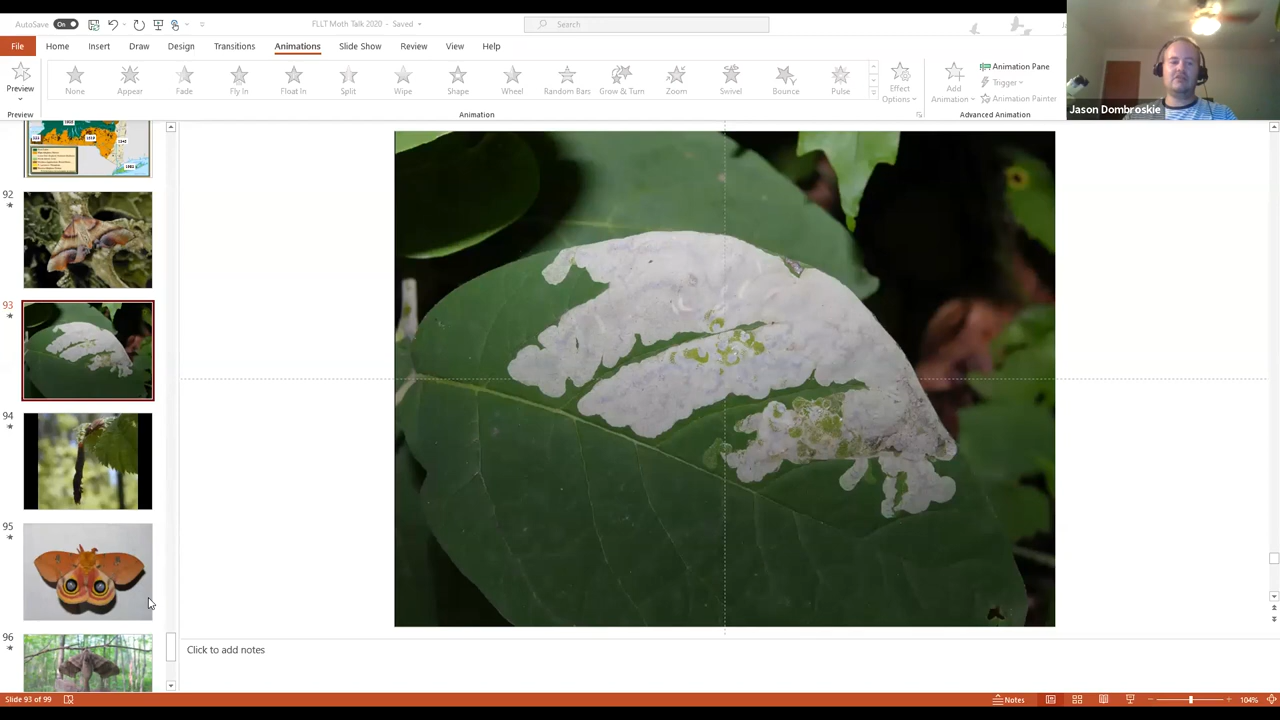 AutoSave On FLLT Moth Talk 2020 - Saved Search
File Home Insert Draw Design Transitions Animations Slide Show Review View Help
Preview None Appear Fade Fly In Float In Split Wipe Shape Wheel Random Bars Grow & Turn Zoom Swivel Bounce Pulse Effect Options Add Animation Animation Pane
Trigger
Animation Painter
Preview Animation Advanced Animation
Jason Dombroskie
92
93
94
95
96
Click to add notes
Slide 93 of 99 Notes 104%